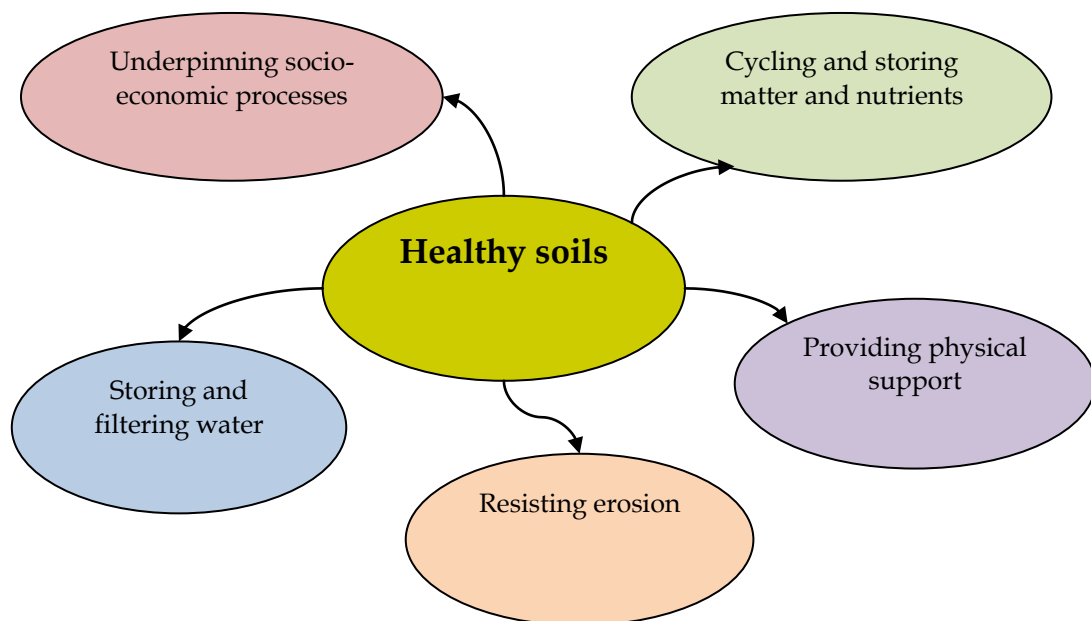 Underpinning socio-
economic processes
Cycling and storing
matter and nutrients
Healthy soils
Providing physical
support
Storing and
filtering water
Resisting erosion